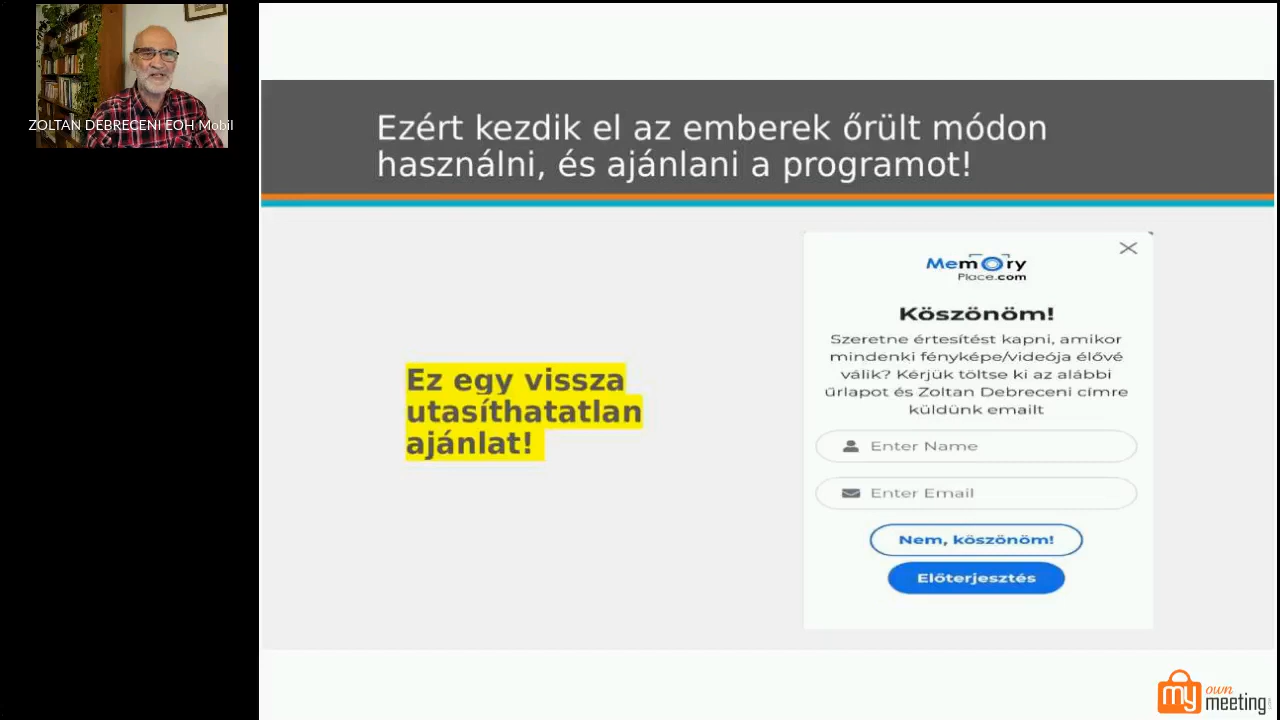 ZOLTAN DEBRECENI EOH Mobil
Ezért kezdik el az emberek őrült módon
használni, és ajánlani a programot!
Ez egy vissza
utasíthatatlan
ajánlat!
Memory
Place.com
Köszönöm!
Szeretne értesítést kapni, amikor
mindenki fényképe/videója élővé
válik? Kérjük töltse ki az alábbi
űrlapot és Zoltan Debreceni címre
küldünk emailt
Enter Name
Enter Email
Nem, köszönöm!
Előterjesztés
my own
meeting